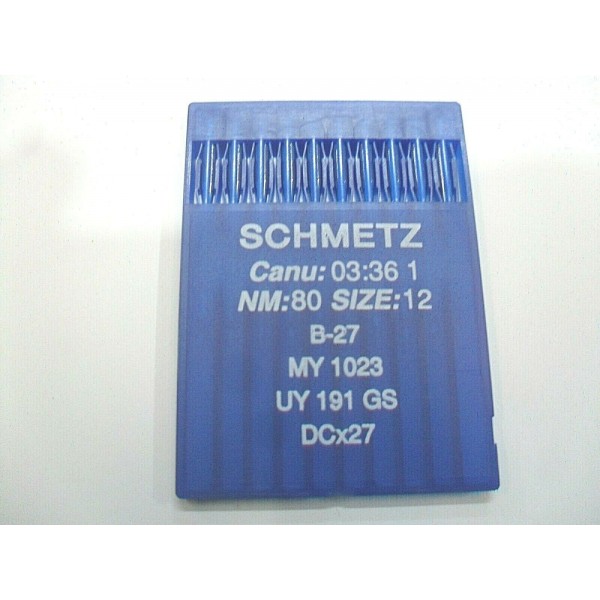 SCHMETZ
Canu: 03:36 1
NM:80 SIZE:12
B-27
MY 1023
UY 191 GS
DCx27